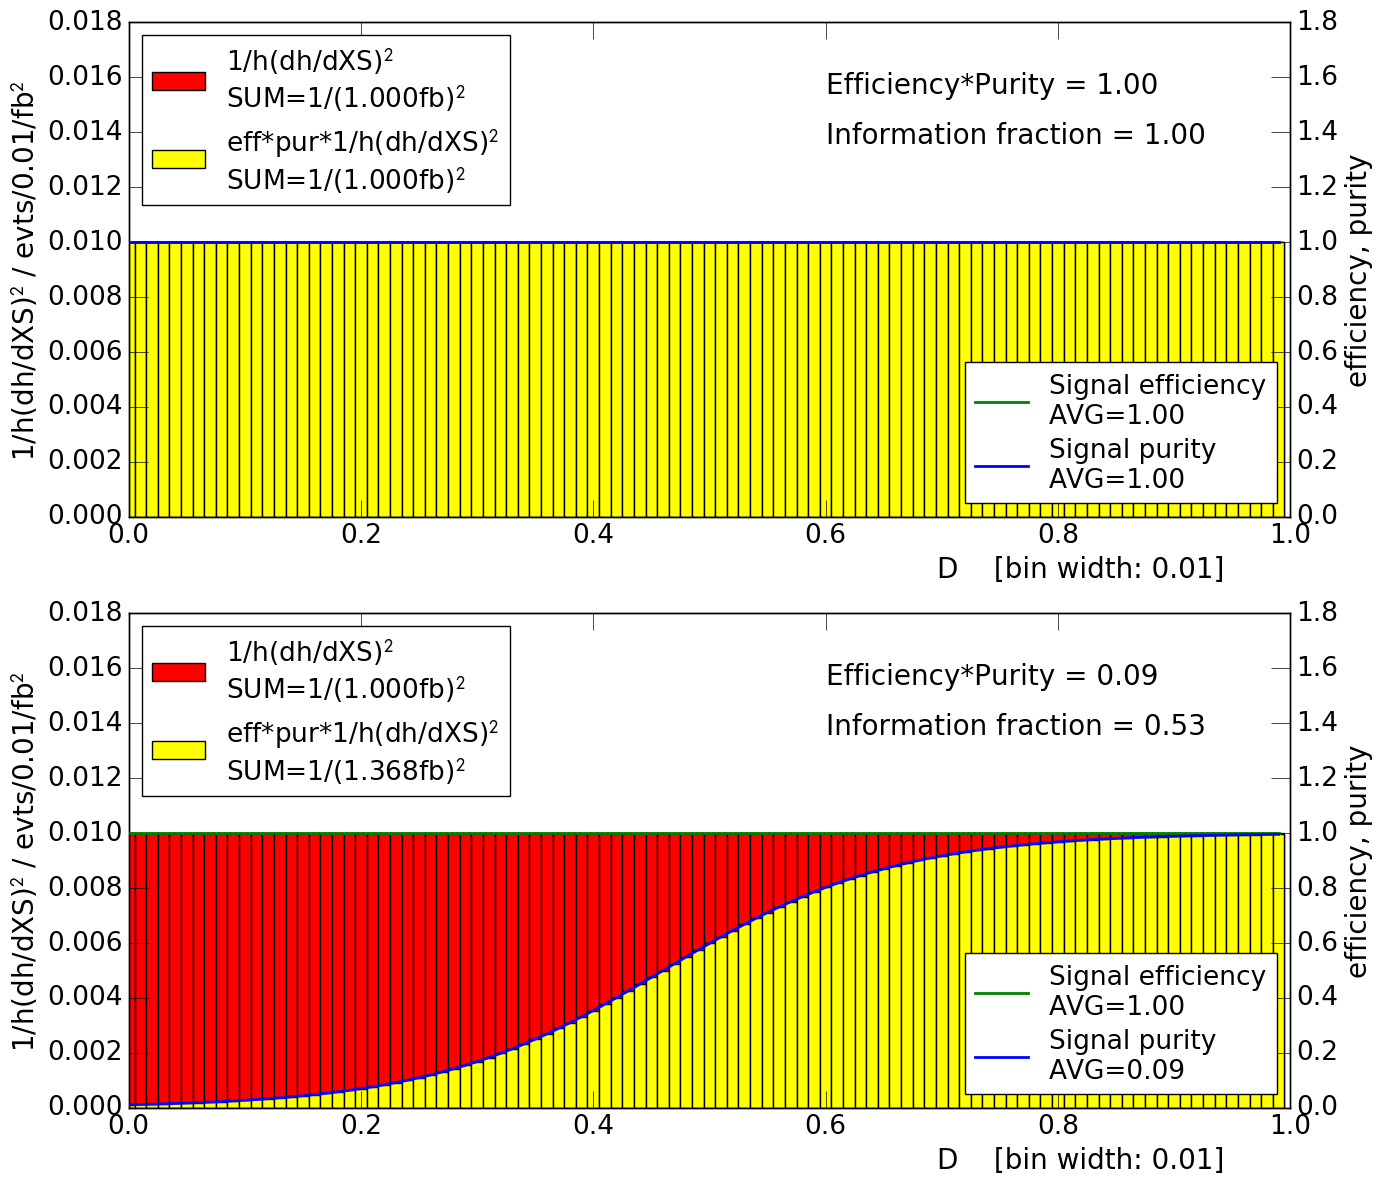 0.018
0.016
0.014
0.012
0.010
0.008
0.006
0.004
0.002
0.000
1/h(dh/dXS)² / evts/0.01/fb²
1/h(dh/dXS)²
SUM=1/(1.000fb)²
eff*pur*1/h(dh/dXS)²
SUM=1/(1.000fb)²
Efficiency*Purity = 1.00
Information fraction = 1.00
Signal efficiency
AVG=1.00
Signal purity
AVG=1.00
1.8
1.6
1.4
1.2
1.0
0.8
0.6
0.4
0.2
0.0
efficiency, purity
0.0 0.2 0.4 0.6 0.8 1.0
D [bin width: 0.01]
0.018
0.016
0.014
0.012
0.010
0.008
0.006
0.004
0.002
0.000
1/h(dh/dXS)² / evts/0.01/fb²
1/h(dh/dXS)²
SUM=1/(1.000fb)²
eff*pur*1/h(dh/dXS)²
SUM=1/(1.368fb)²
Efficiency*Purity = 0.09
Information fraction = 0.53
Signal efficiency
AVG=1.00
Signal purity
AVG=0.09
1.8
1.6
1.4
1.2
1.0
0.8
0.6
0.4
0.2
0.0
efficiency, purity
0.0 0.2 0.4 0.6 0.8 1.0
D [bin width: 0.01]